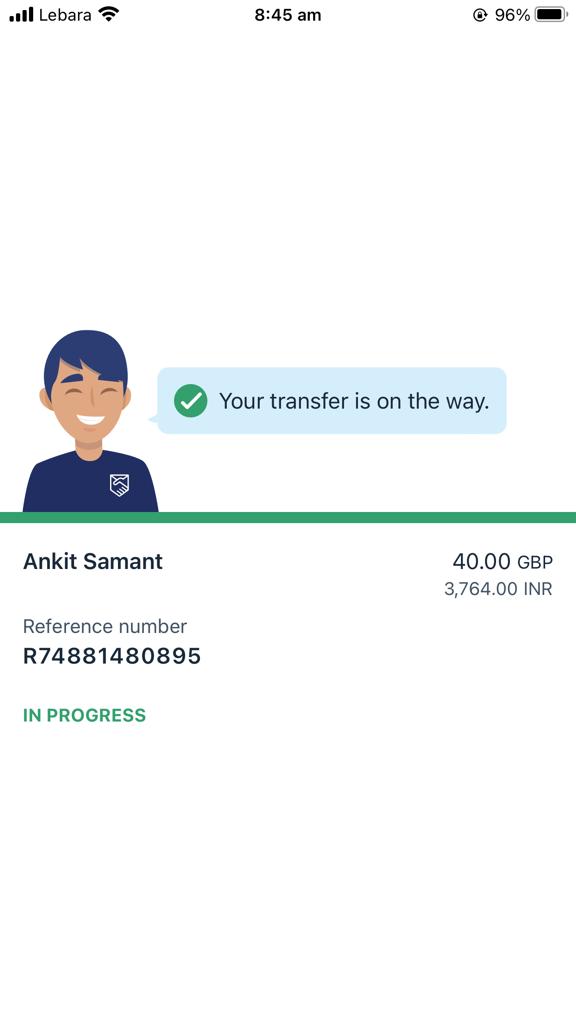 Lebara 8:45 am 96%
Your transfer is on the way.
Ankit Samant 40.00 GBP
3,764.00 INR
Reference number
R74881480895
IN PROGRESS